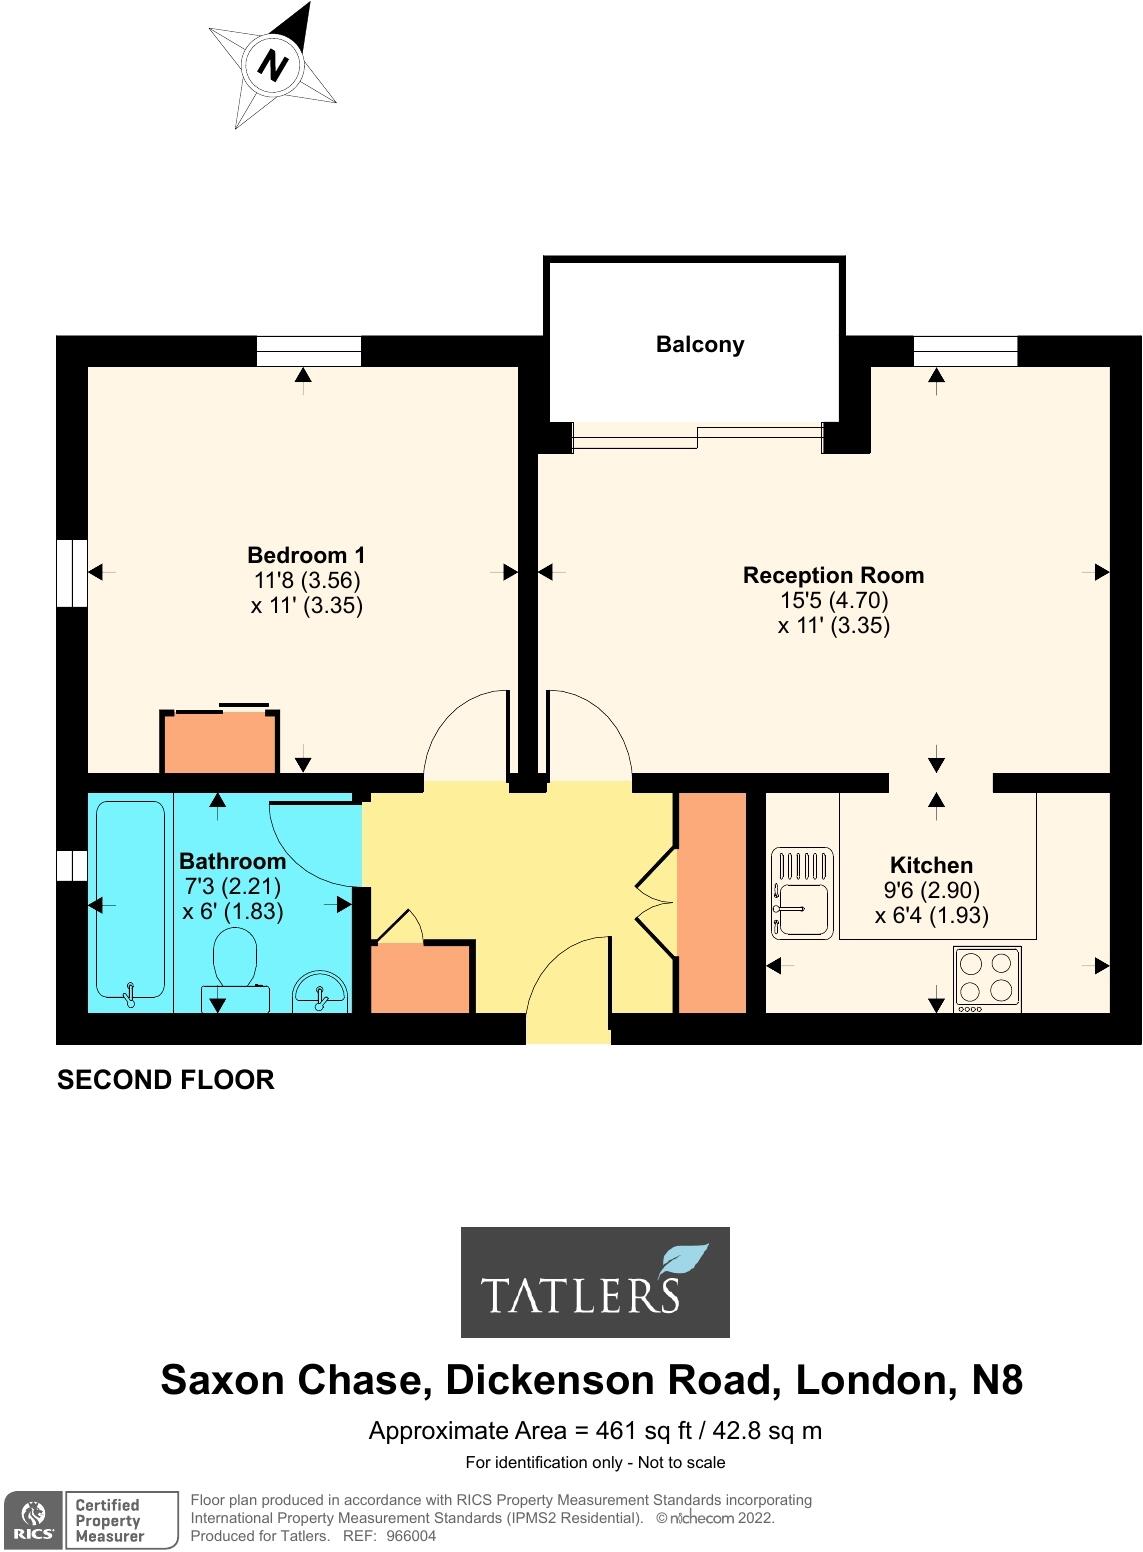 N
Balcony
Bedroom 1
11'8 (3.56)
x 11' (3.35)
Reception Room
15'5 (4.70)
x 11' (3.35)
Bathroom
7'3 (2.21)
x 6' (1.83)
Kitchen
9'6 (2.90)
x 6'4 (1.93)
SECOND FLOOR
TATLERS
Saxon Chase, Dickenson Road, London, N8
Approximate Area = 461 sq ft / 42.8 sq m
For identification only - Not to scale
RICS
Certified
Property
Measurer
Floor plan produced in accordance with RICS Property Measurement Standards incorporating
International Property Measurement Standards (IPMS2 Residential). © nichecom 2022.
Produced for Tatlers. REF: 966004